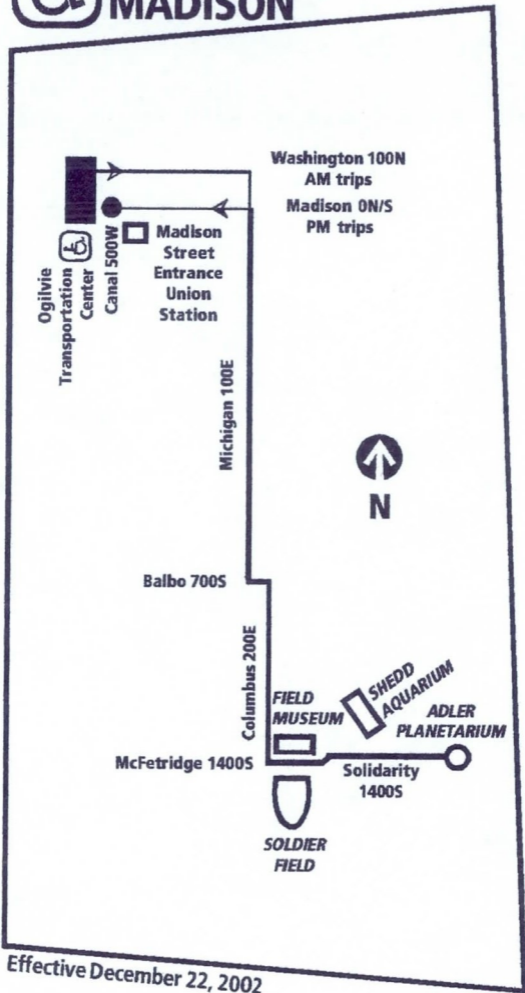 MADISON
Washington 100N
AM trips
Madison 0N/S
PM trips
Ogilvie
Transportation
Center
Canal 500W
Madison
Street
Entrance
Union
Station
Michigan 100E
N
Balbo 700S
Columbus 200E
FIELD
MUSEUM
SHEDD
AQUARIUM
ADLER
PLANETARIUM
McFetridge 1400S
Solidarity
1400S
SOLDIER
FIELD
Effective December 22, 2002